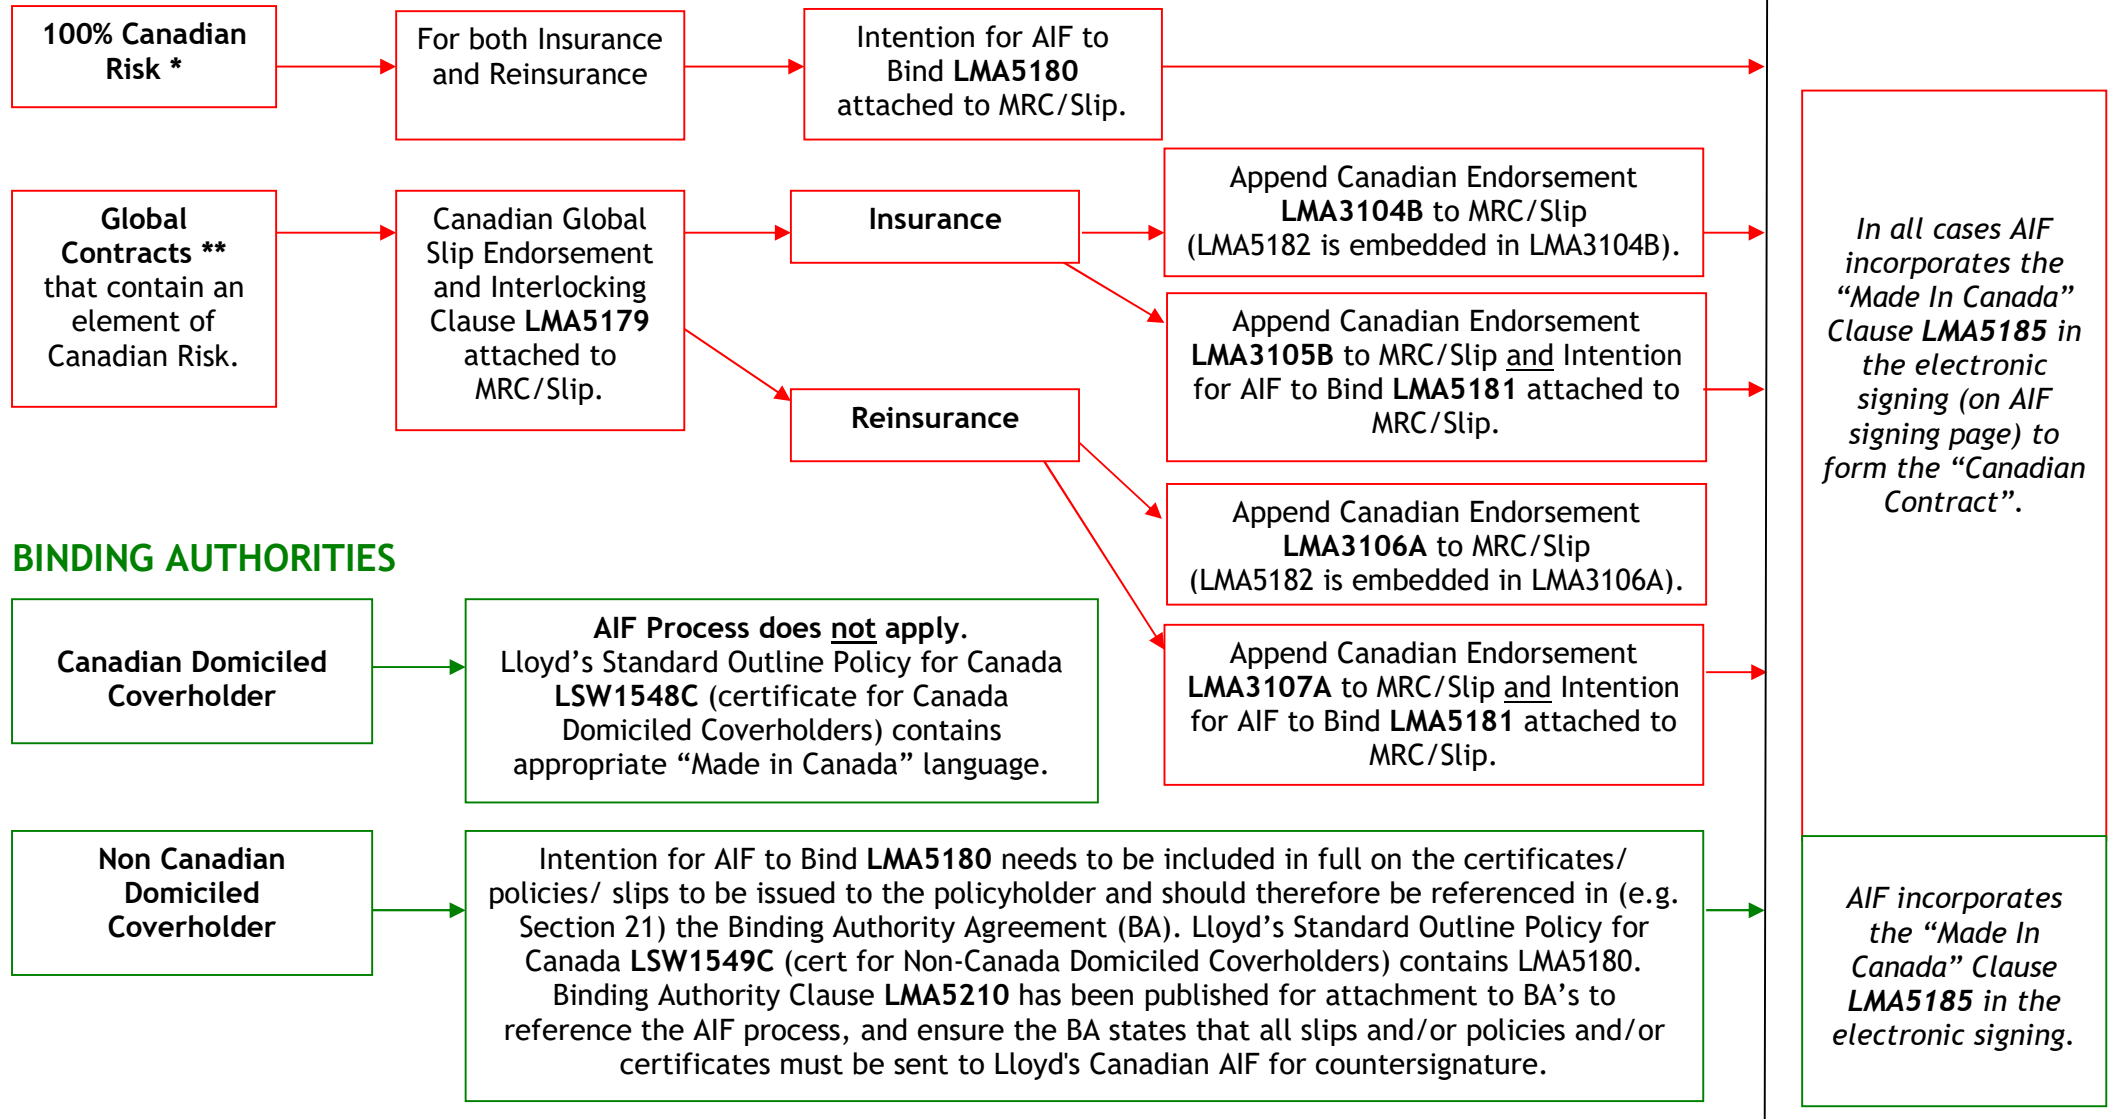 100% Canadian
Risk *
For both Insurance
and Reinsurance
Intention for AIF to
Bind LMA5180
attached to MRC/Slip.
Global
Contracts **
that contain an
element of
Canadian Risk.
Canadian Global
Slip Endorsement
and Interlocking
Clause LMA5179
attached to
MRC/Slip.
Insurance
Append Canadian Endorsement
LMA3104B to MRC/Slip
(LMA5182 is embedded in LMA3104B).
Append Canadian Endorsement
LMA3105B to MRC/Slip and Intention
for AIF to Bind LMA5181 attached to
MRC/Slip.
Reinsurance
Append Canadian Endorsement
LMA3106A to MRC/Slip
(LMA5182 is embedded in LMA3106A).
Append Canadian Endorsement
LMA3107A to MRC/Slip and Intention
for AIF to Bind LMA5181 attached to
MRC/Slip.
In all cases AIF
incorporates the
“Made In Canada”
Clause LMA5185 in
the electronic
signing (on AIF
signing page) to
form the “Canadian
Contract”.
BINDING AUTHORITIES
Canadian Domiciled
Coverholder
AIF Process does not apply.
Lloyd’s Standard Outline Policy for Canada
LSW1548C (certificate for Canada
Domiciled Coverholders) contains
appropriate “Made in Canada” language.
Non Canadian
Domiciled
Coverholder
Intention for AIF to Bind LMA5180 needs to be included in full on the certificates/
policies/ slips to be issued to the policyholder and should therefore be referenced in (e.g.
Section 21) the Binding Authority Agreement (BA). Lloyd’s Standard Outline Policy for
Canada LSW1549C (cert for Non-Canada Domiciled Coverholders) contains LMA5180.
Binding Authority Clause LMA5210 has been published for attachment to BA’s to
reference the AIF process, and ensure the BA states that all slips and/or policies and/or
certificates must be sent to Lloyd's Canadian AIF for countersignature.
AIF incorporates
the “Made In
Canada” Clause
LMA5185 in the
electronic signing.